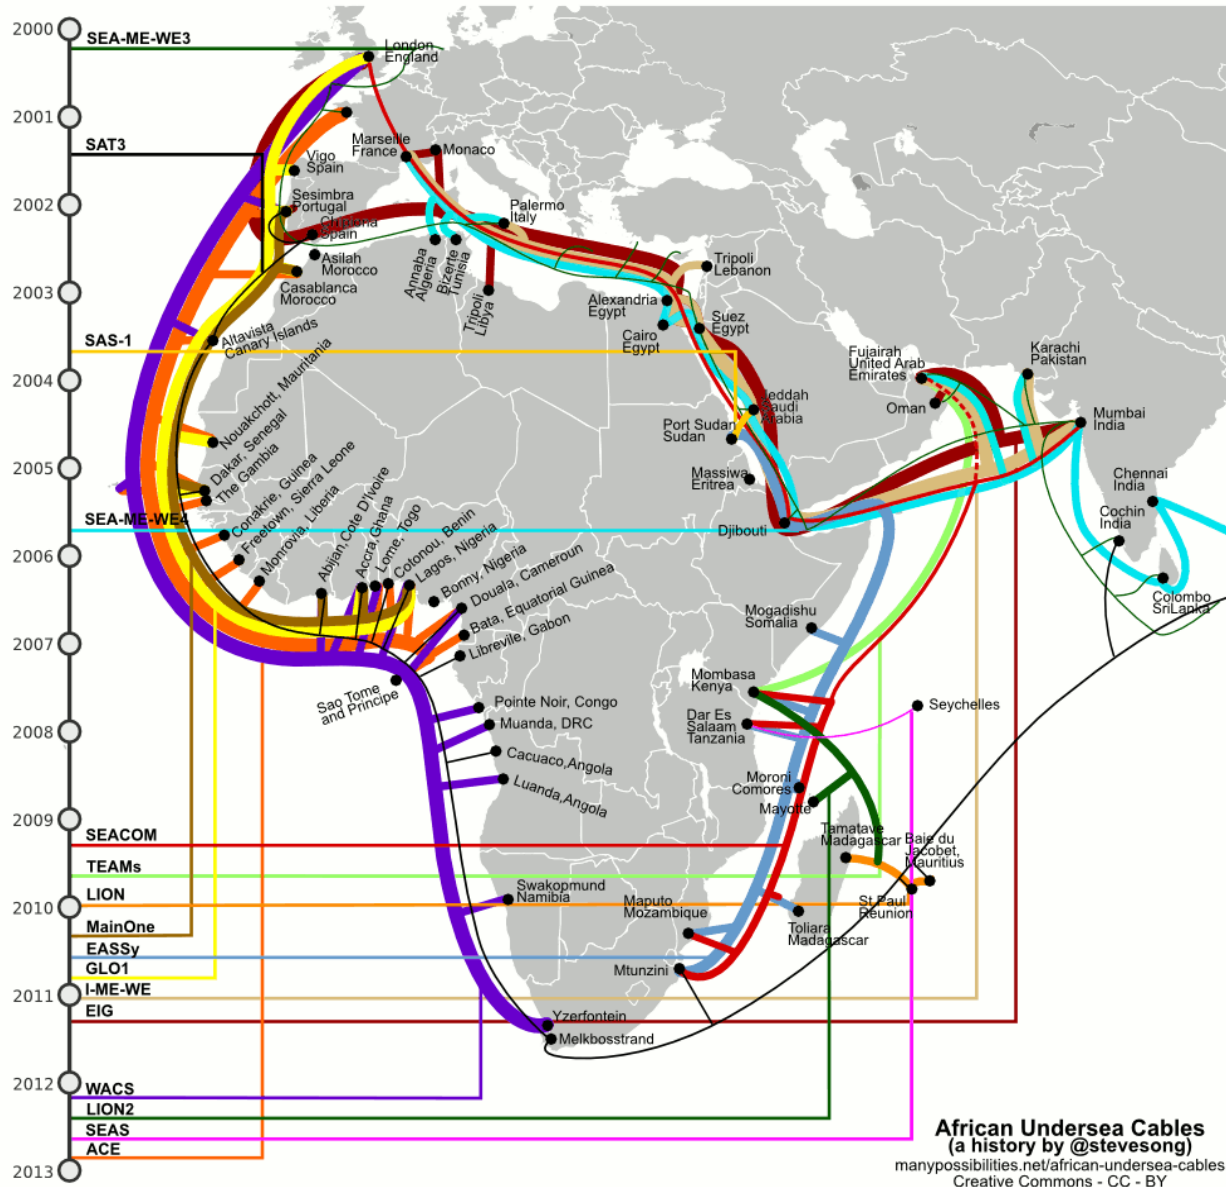 2000
SEA-ME-WE3
London
England
2001
SAT3
Marseille
France
Monaco
Vigo
Spain
2002
Sesimbra
Portugal
Spain
Palermo
Italy
Asilah
Morocco
Annaba
Algeria
Bizerte
Tunisia
Tripoli
Lebanon
2003
Casablanca
Morocco
Tripoli
Libya
Alexandria
Egypt
Suez
Egypt
Altavista
Canary Islands
Cairo
Egypt
SAS-1
Fujairah
United Arab
Emirates
Karachi
Pakistan
2004
Nouakchott, Mauritania
Jeddah
Saudi
Arabia
Oman
Mumbai
India
Port Sudan
Sudan
2005
Dakar, Senegal
The Gambia
Massiwa
Eritrea
Chennai
India
Conakrie, Guinea
Freetown, Sierra Leone
Monrovia, Liberia
Abijan,Cote D'Ivoire
Accra,Ghana
Lome,Togo
Cotonou, Benin
Lagos, Nigeria
Bonny, Nigeria
Douala, Cameroun
Bata, Equatorial Guinea
Libreville, Gabon
SEA-ME-WE4
Djibouti
Cochin
India
2006
Colombo
SriLanka
Mogadishu
Somalia
2007
Sao Tome
and Principe
Mombasa
Kenya
Pointe Noir, Congo
Seychelles
Muanda, DRC
Dar Es
Salaam
Tanzania
2008
Cacuaco,Angola
Luanda,Angola
Moroni
Comores
Mayotte
2009
SEACOM
Tamatave
Madagascar
Baie du
Jacobet,
Mauritius
TEAMs
LION
2010
Swakopmund
Namibia
Maputo
Mozambique
St Paul
Reunion
MainOne
Toliara
Madagascar
EASSy
GLO1
Mtunzini
I-ME-WE
2011
EIG
Yzerfontein
Melkbosstrand
2012
WACS
LION2
SEAS
ACE
2013
African Undersea Cables
(a history by @stevesong)
manypossibilities.net/african-undersea-cables
Creative Commons - CC - BY